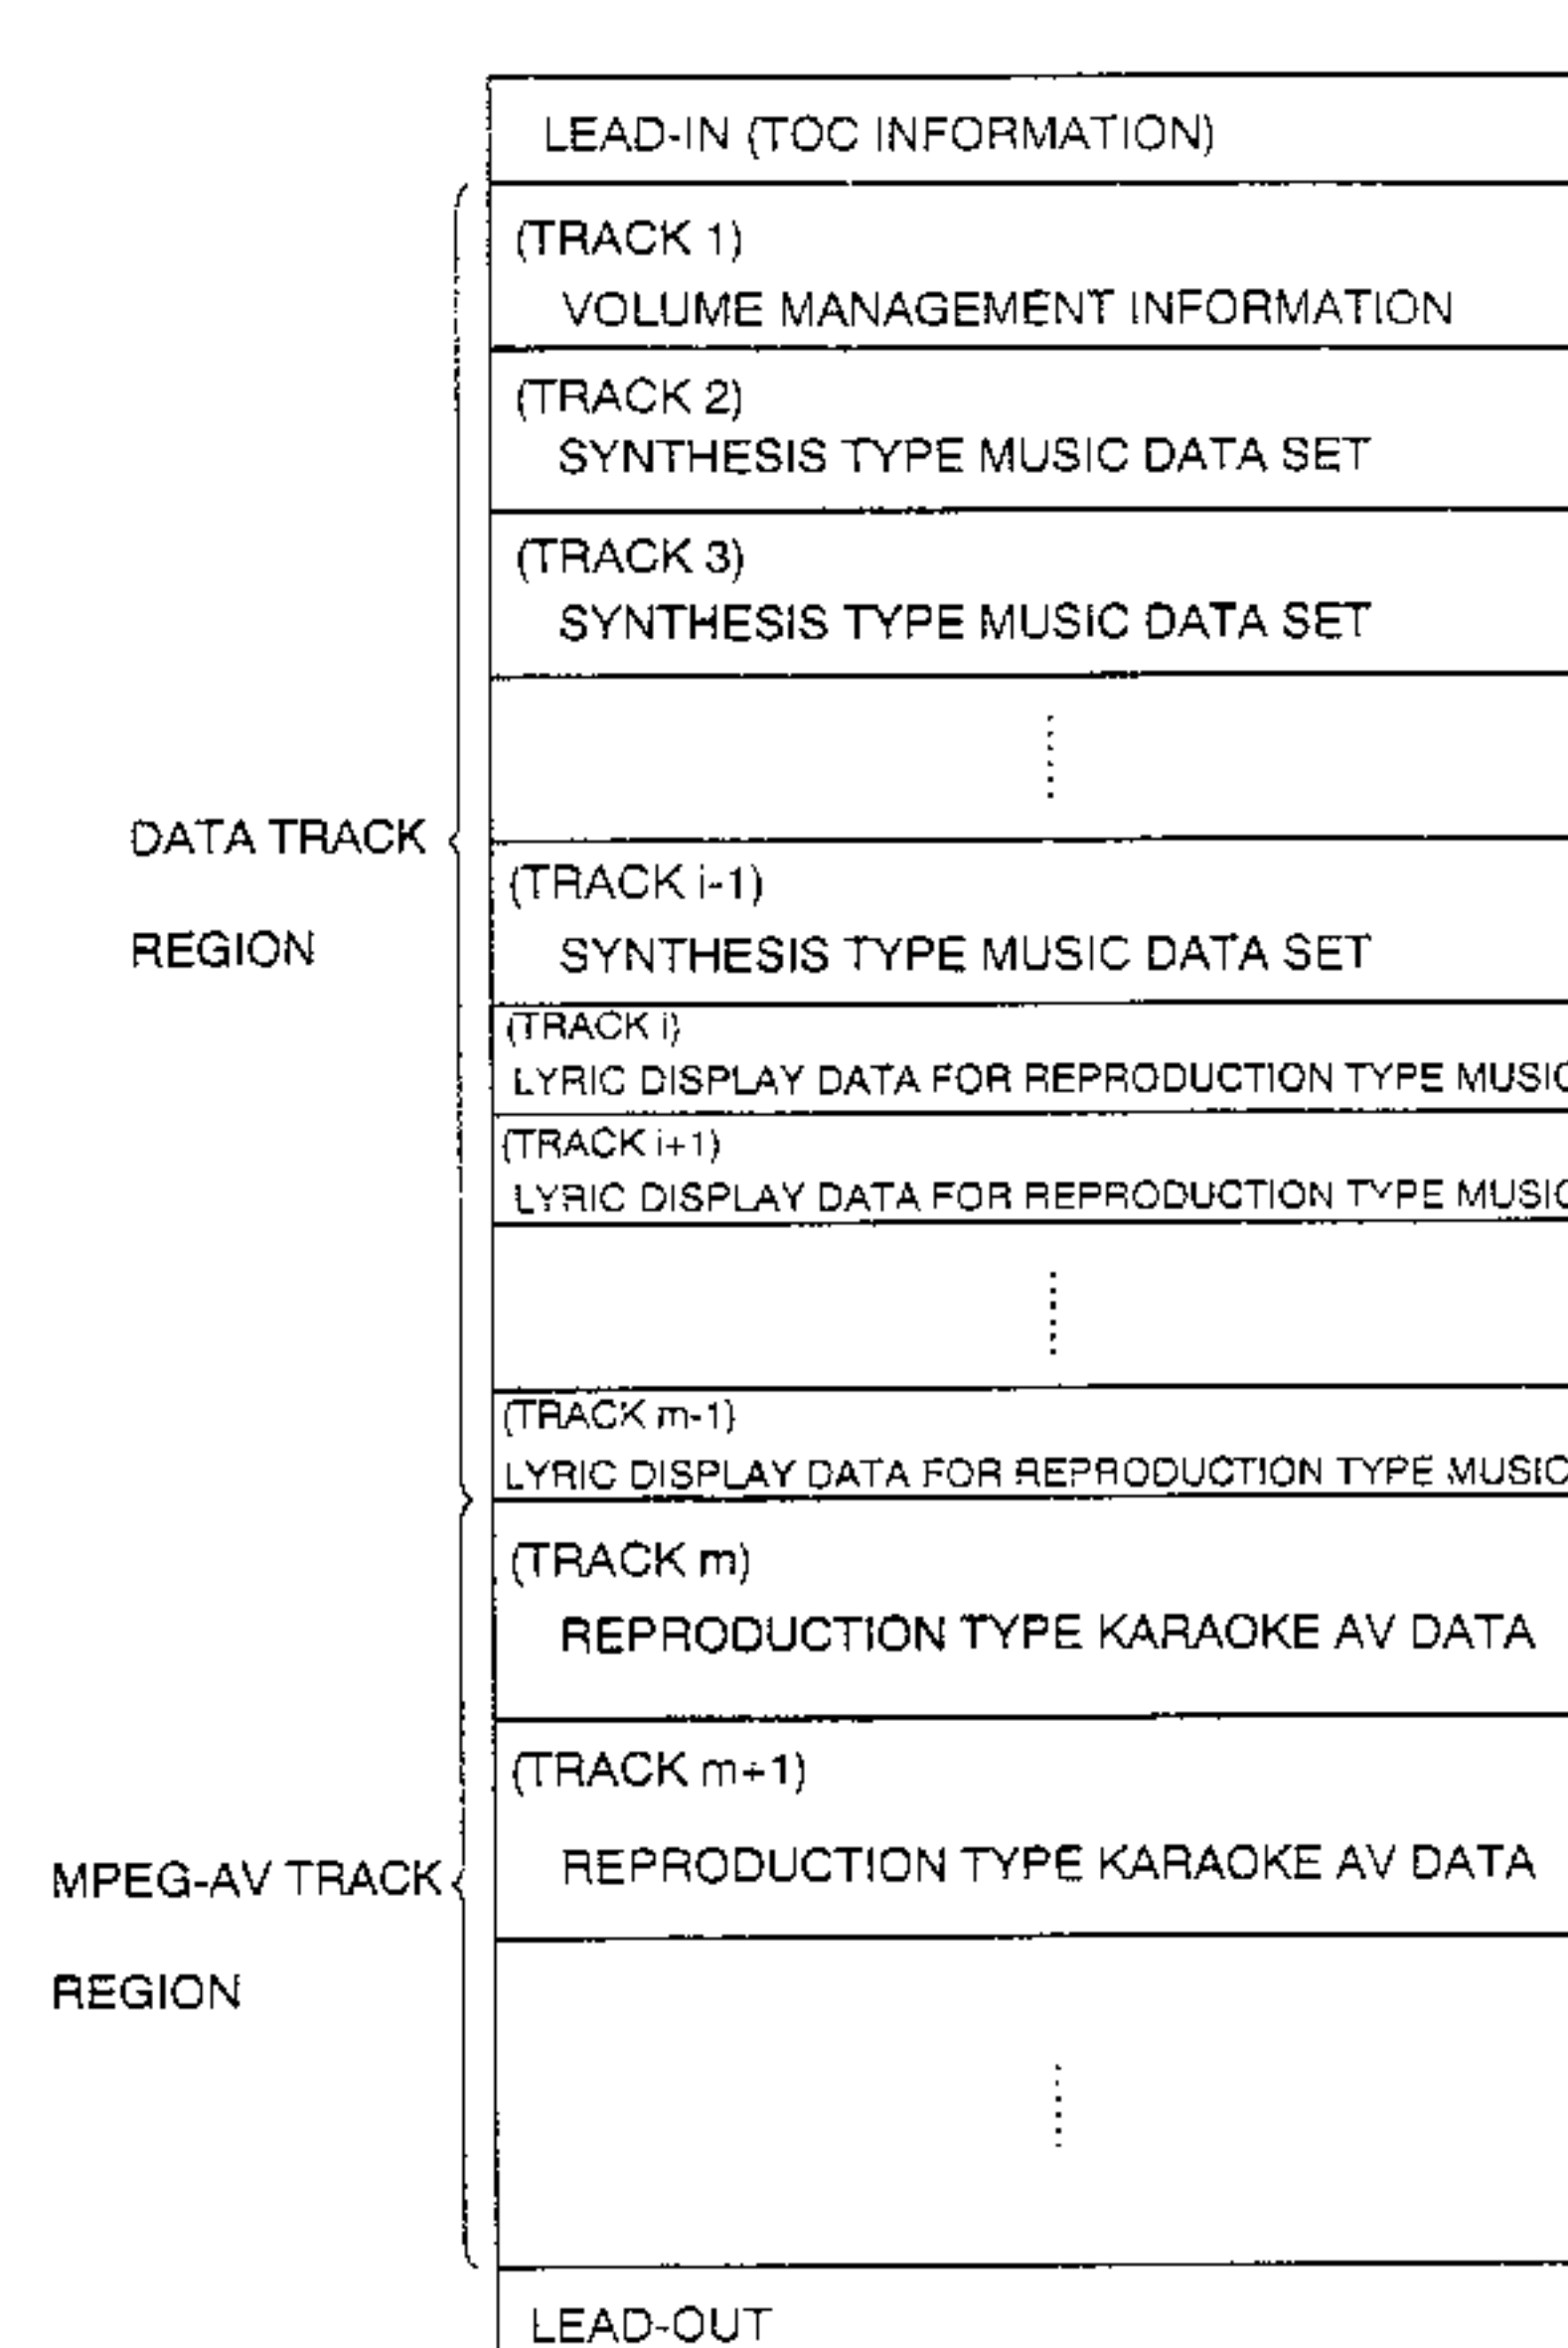 LEAD-IN (TOC INFORMATION)
(TRACK 1)
VOLUME MANAGEMENT INFORMATION
(TRACK 2)
SYNTHESIS TYPE MUSIC DATA SET
(TRACK 3)
SYNTHESIS TYPE MUSIC DATA SET
DATA TRACK
REGION
(TRACK i-1)
SYNTHESIS TYPE MUSIC DATA SET
(TRACK i)
LYRIC DISPLAY DATA FOR REPRODUCTION TYPE MUSIC
(TRACK i+1)
LYRIC DISPLAY DATA FOR REPRODUCTION TYPE MUSIC
(TRACK m-1)
LYRIC DISPLAY DATA FOR REPRODUCTION TYPE MUSIC
(TRACK m)
REPRODUCTION TYPE KARAOKE AV DATA
(TRACK m+1)
REPRODUCTION TYPE KARAOKE AV DATA
MPEG-AV TRACK
REGION
LEAD-OUT